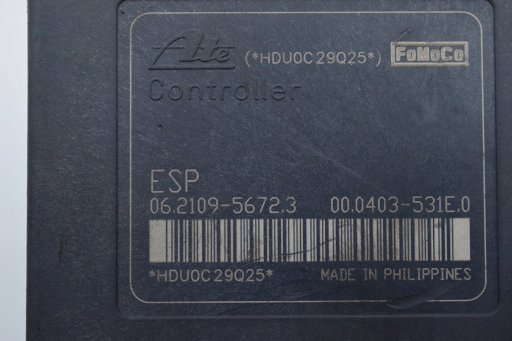 Ate (*HDU0C29Q25*) FoMoCo
Controller
ESP
06.2109-5672.3 00.0403-531E.0
*HDU0C29Q25* MADE IN PHILIPPINES